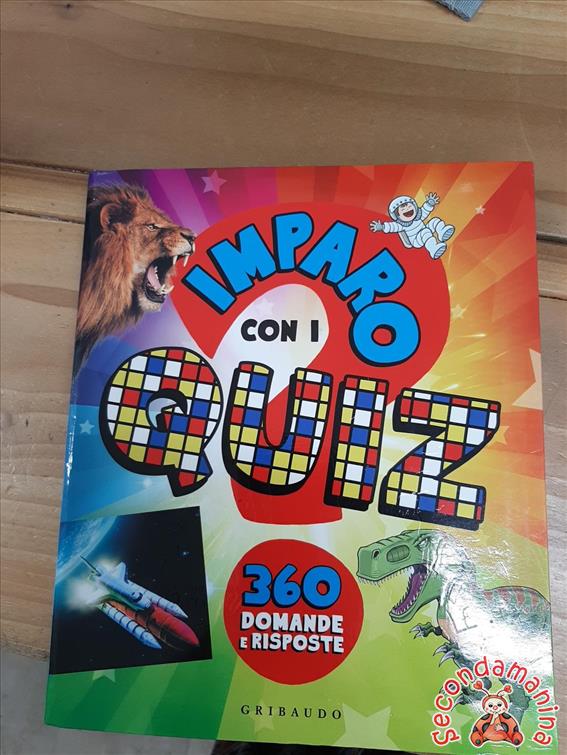 IMPARO
CON I
QUIZ
360
DOMANDE
E RISPOSTE
GRIBAUDO
Secondamanina